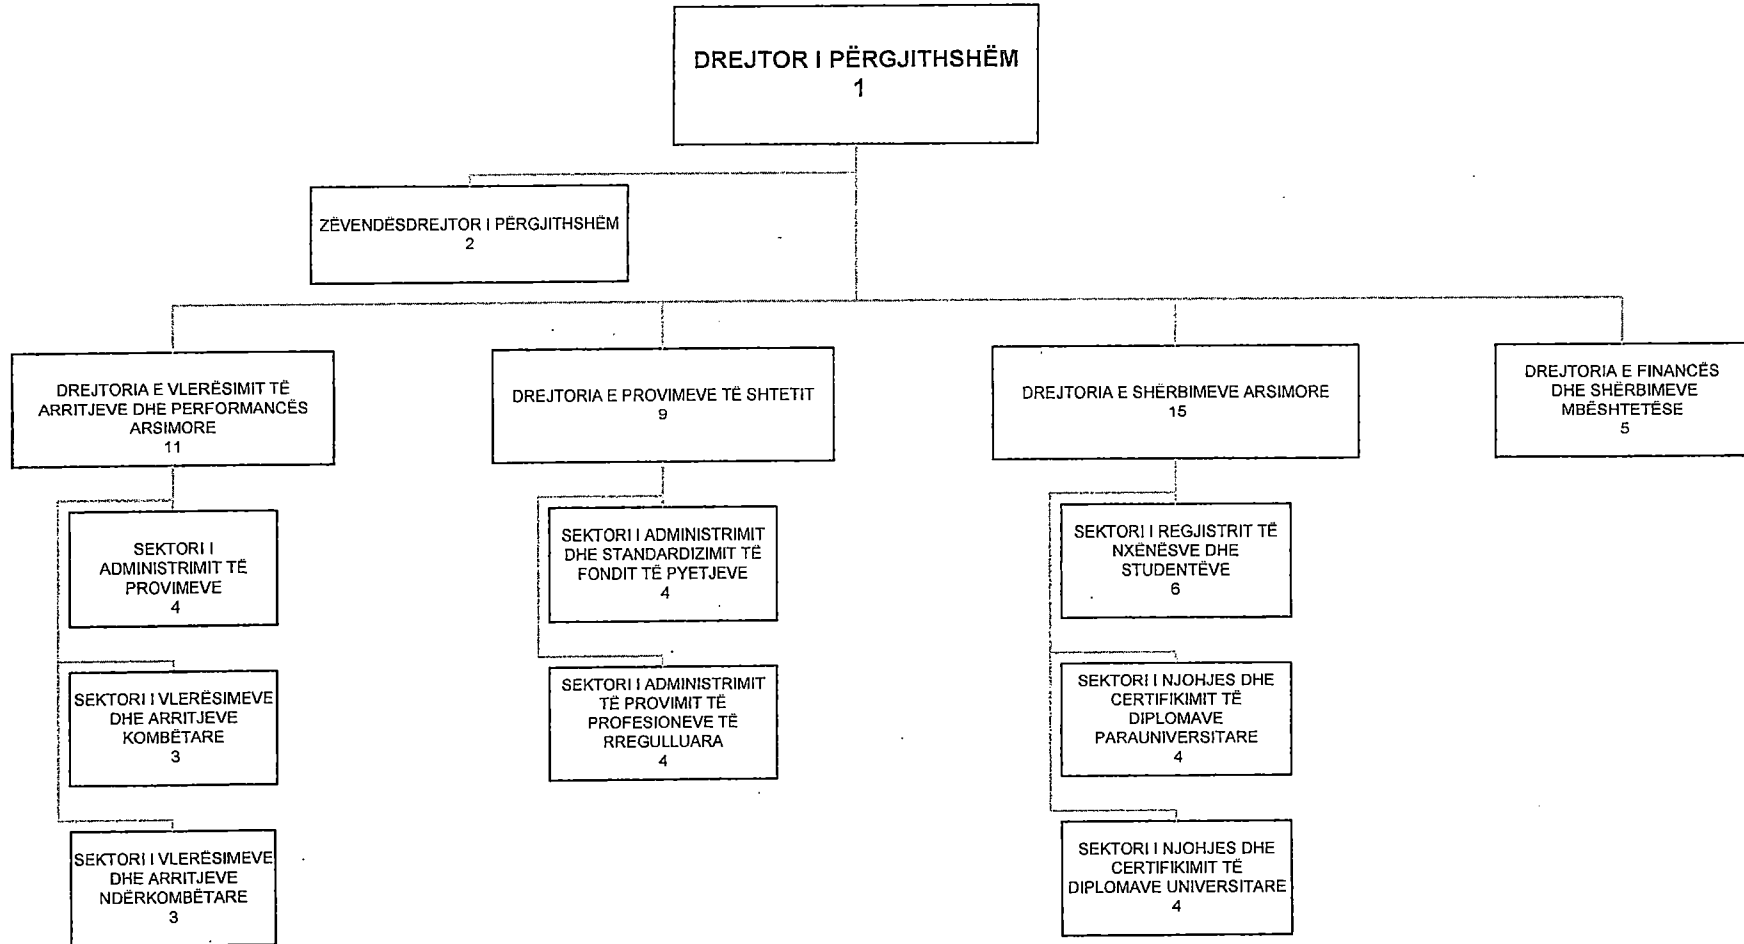 DREJTOR I PËRGJITHSHËM
1
ZËVENDËSDREJTOR I PËRGJITHSHËM
2
DREJTORIA E VLERËSIMIT TË
ARRITJEVE DHE PERFORMANCËS
ARSIMORE
11
DREJTORIA E PROVIMEVE TË SHTETIT
9
DREJTORIA E SHËRBIMEVE ARSIMORE
15
DREJTORIA E FINANCËS
DHE SHËRBIMEVE
MBËSHTETËSE
5
SEKTORI I
ADMINISTRIMIT TË
PROVIMEVE
4
SEKTORI I VLERËSIMEVE
DHE ARRITJEVE
KOMBËTARE
3
SEKTORI I VLERËSIMEVE
DHE ARRITJEVE
NDËRKOMBËTARE
3
SEKTORI I ADMINISTRIMIT
DHE STANDARDIZIMIT TË
FONDIT TË PYETJEVE
4
SEKTORI I ADMINISTRIMIT
TË PROVIMIT TË
PROFESIONEVE TË
RREGULLUARA
4
SEKTORI I REGJISTRIT TË
NXËNËSVE DHE
STUDENTËVE
6
SEKTORI I NJOHJES DHE
CERTIFIKIMIT TË
DIPLOMAVE
PARAUNIVERSITARE
4
SEKTORI I NJOHJES DHE
CERTIFIKIMIT TË
DIPLOMAVE UNIVERSITARE
4